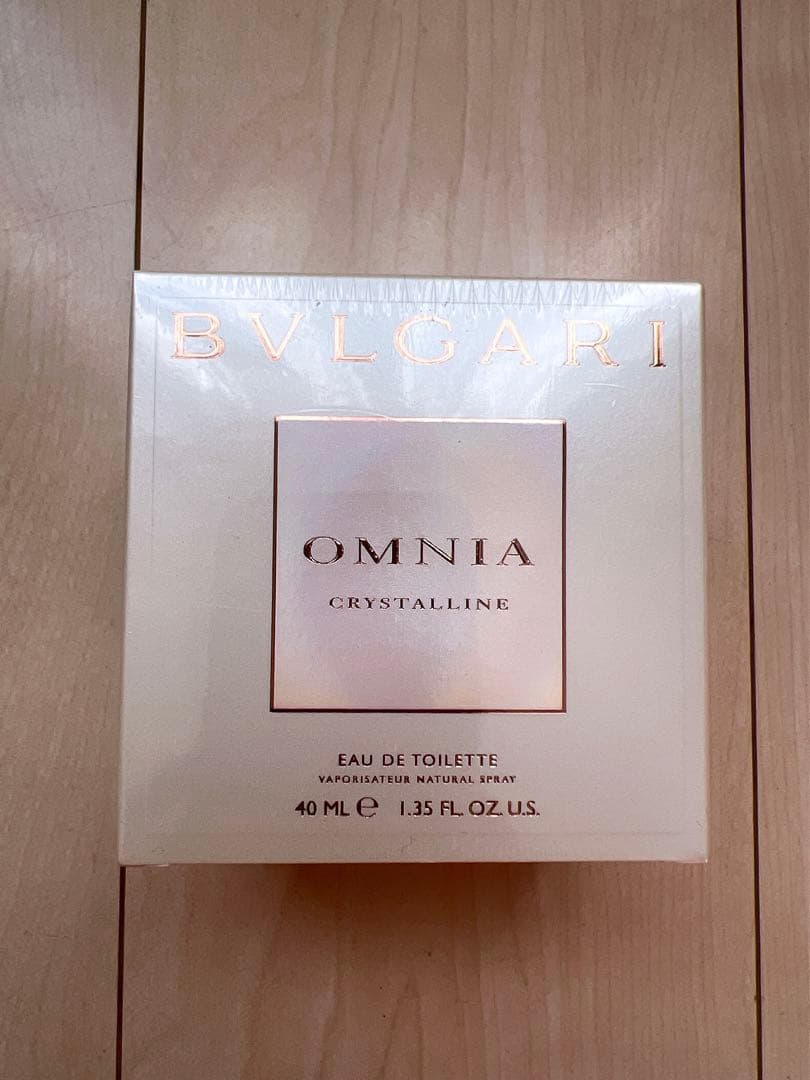 BVLGARI
OMNIA
CRYSTALLINE
EAU DE TOILETTE
VAPORISATEUR NATURAL SPRAY
40 ML ℮ 1.35 FL. OZ. U.S.